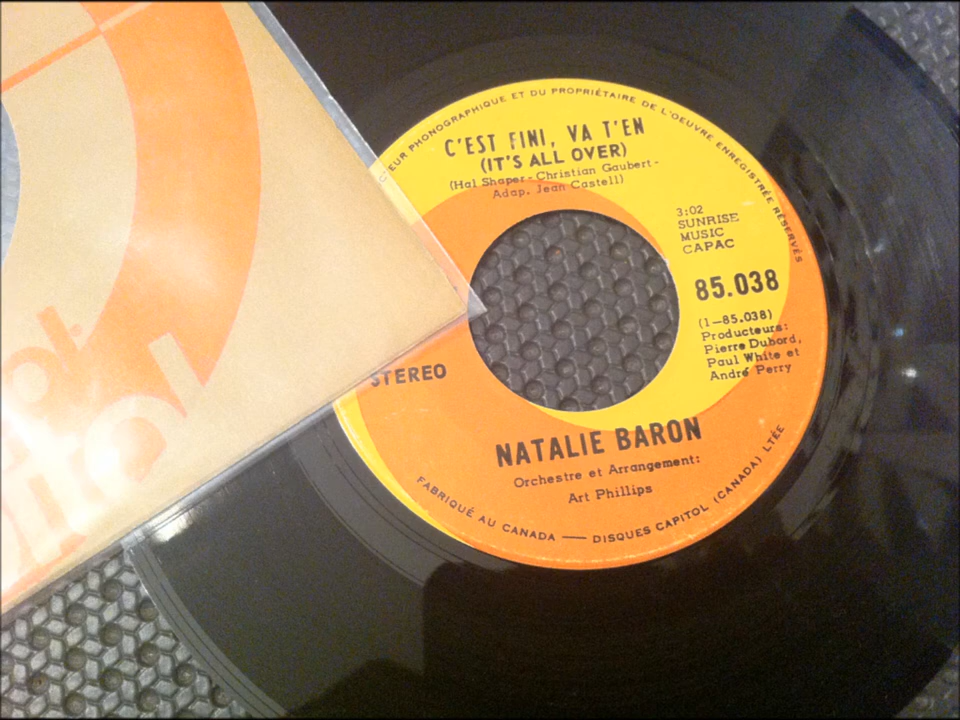 EUR PHONOGRAPHIQUE ET DU PROPRIÉTAIRE DE L'OEUVRE ENREGISTRÉE RÉSERVÉS
C'EST FINI, VA T'EN
(IT'S ALL OVER)
(Hal Shaper - Christian Gaubert -
Adap. Jean Castell)
3:02
SUNRISE
MUSIC
CAPAC
85.038
(1-85.038)
Producteurs:
Pierre Dubord,
Paul White et
André Perry
STEREO
NATALIE BARON
Orchestre et Arrangement:
Art Phillips
FABRIQUÉ AU CANADA — DISQUES CAPITOL (CANADA) LTÉE